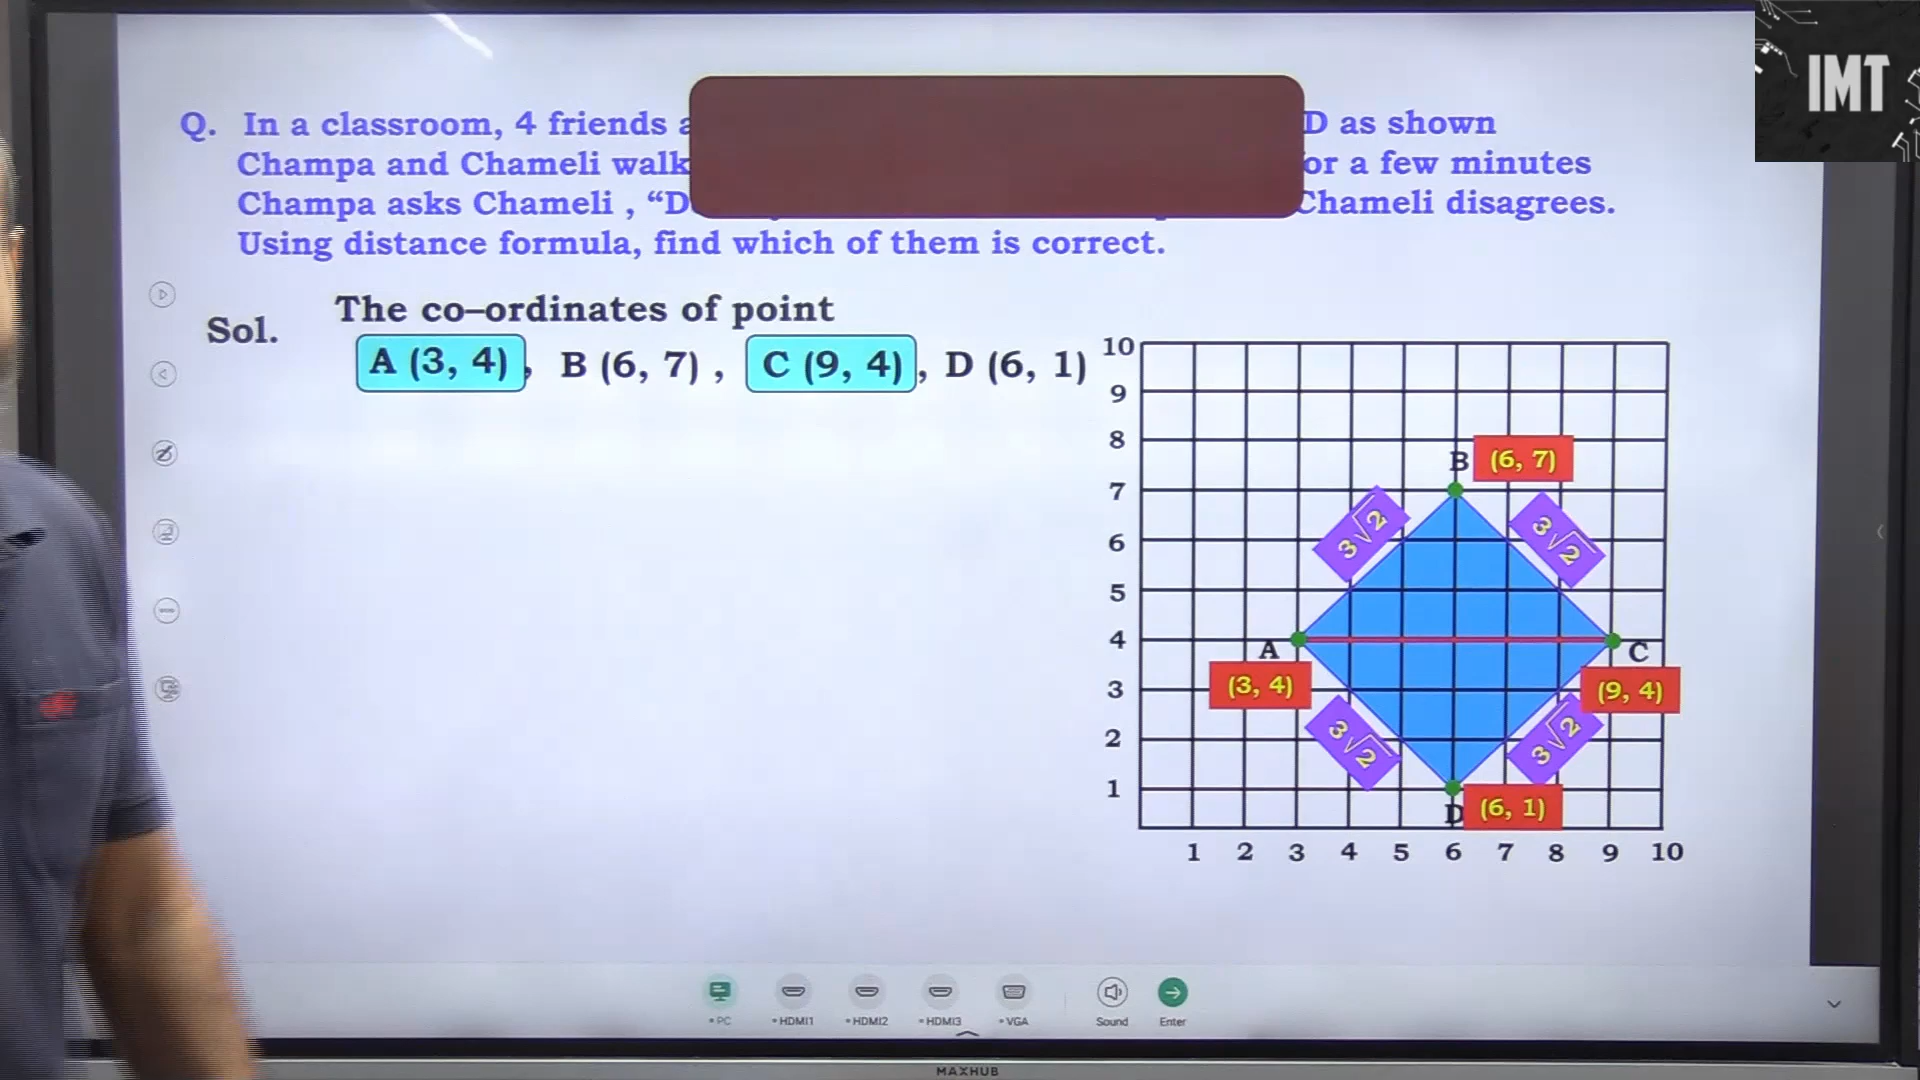 IMT
Q. In a classroom, 4 friends D as shown
Champa and Chameli walk or a few minutes
Champa asks Chameli , “D Chameli disagrees.
Using distance formula, find which of them is correct.
Sol. The co–ordinates of point
A (3, 4) , B (6, 7) , C (9, 4) , D (6, 1)
10
9
8
B (6, 7)
7
3√2 3√2
6
5
4
A C
(3, 4) (9, 4)
3
3√2 3√2
2
1
D (6, 1)
1 2 3 4 5 6 7 8 9 10
PC HDMI1 HDMI2 HDMI3 VGA Sound Enter
MAXHUB